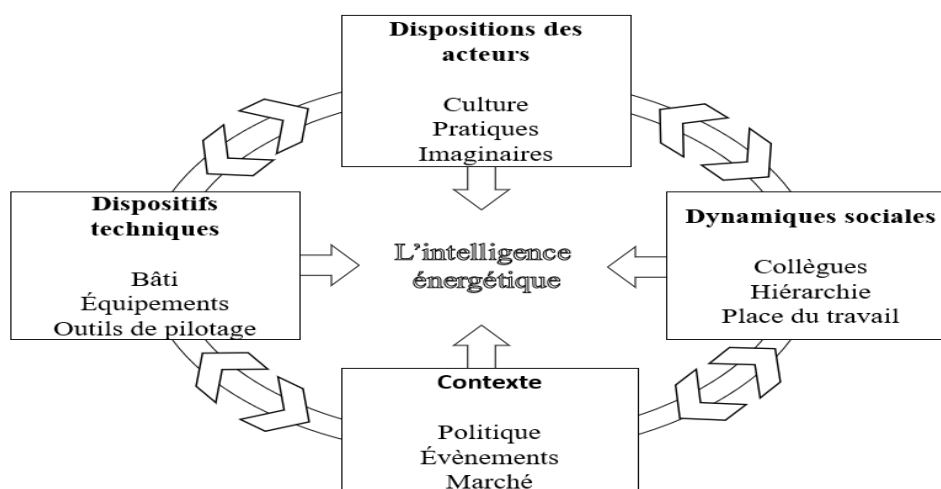 Dispositions des
acteurs
Culture
Pratiques
Imaginaires
Dispositifs
techniques
Bâti
Équipements
Outils de pilotage
L'intelligence
énergétique
Dynamiques sociales
Collègues
Hiérarchie
Place du travail
Contexte
Politique
Évènements
Marché